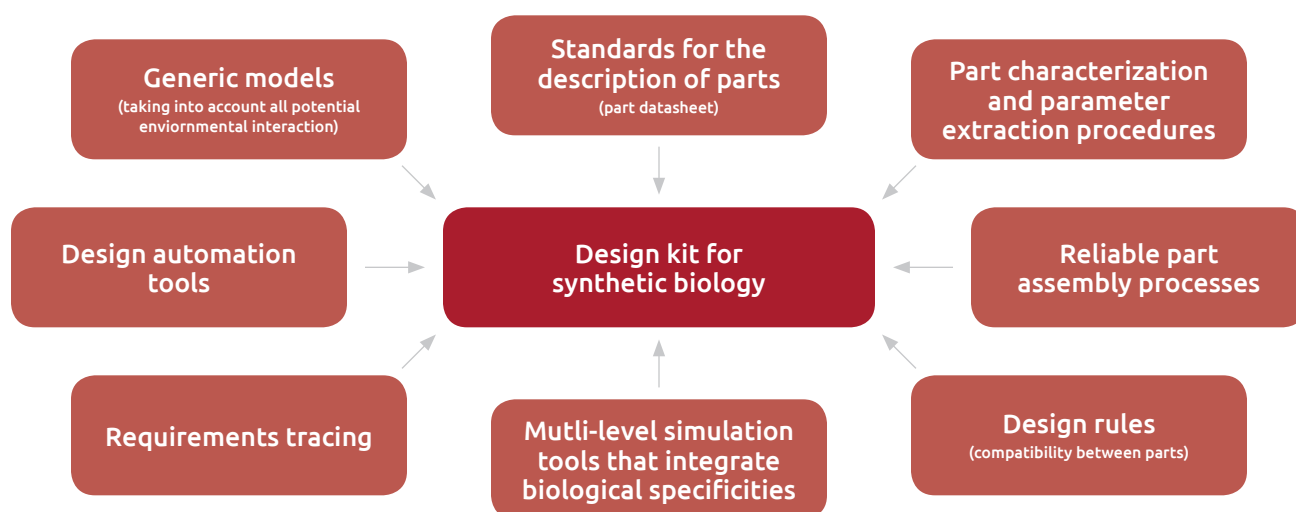 Generic models
(taking into account all potential
enviornmental interaction)
Standards for the
description of parts
(part datasheet)
Part characterization
and parameter
extraction procedures
Design automation
tools
Design kit for
synthetic biology
Reliable part
assembly processes
Requirements tracing
Mutli-level simulation
tools that integrate
biological specificities
Design rules
(compatibility between parts)